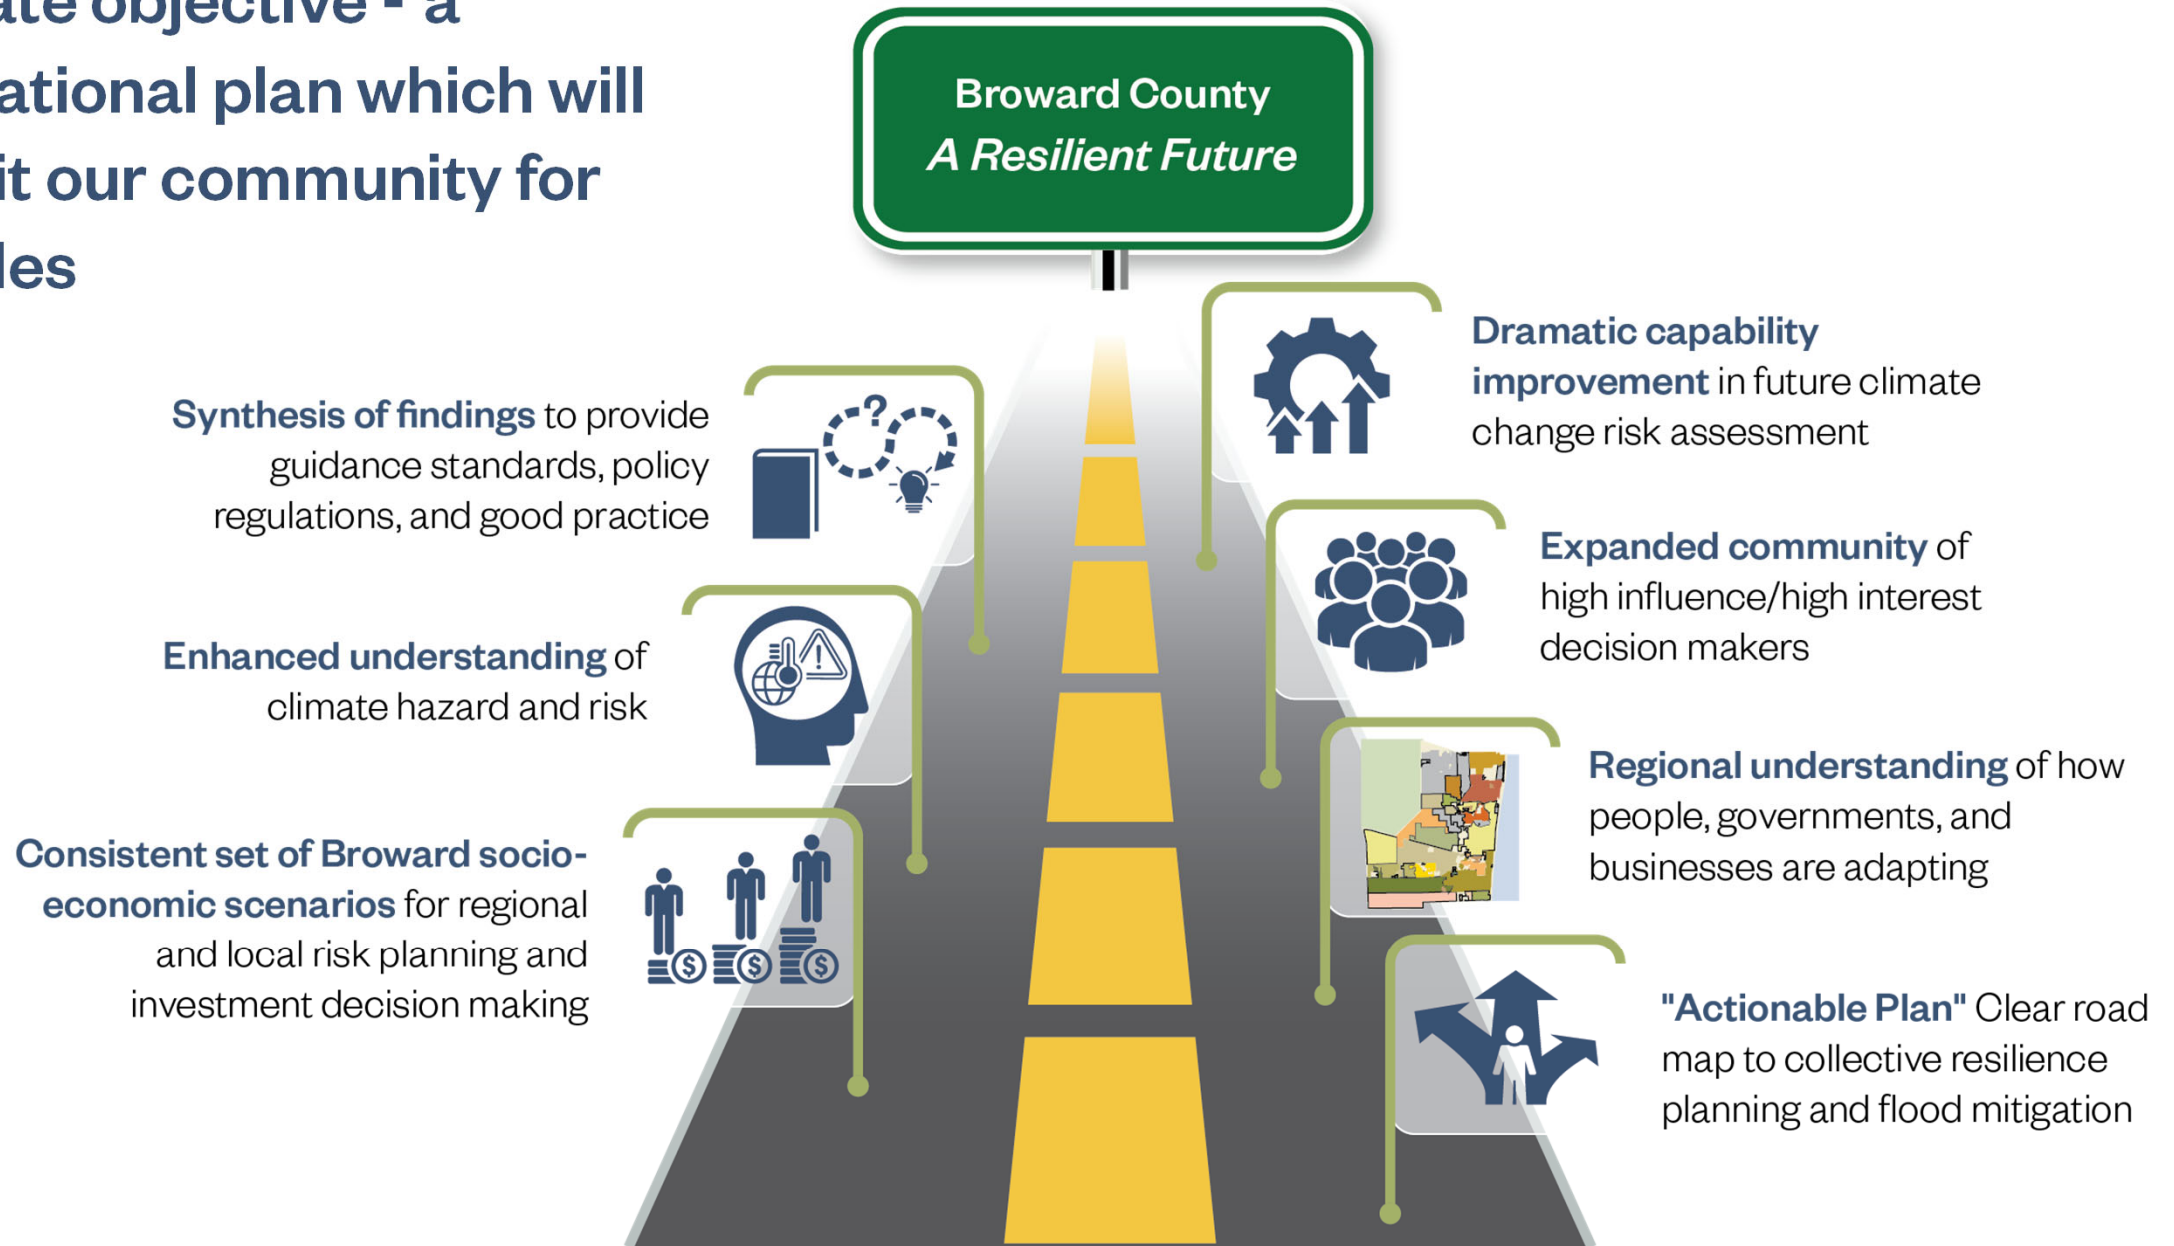 objective - a
plan which will
our community for
Broward County
A Resilient Future
Synthesis of findings to provide
guidance standards, policy
regulations, and good practice
Enhanced understanding of
climate hazard and risk
Consistent set of Broward socio-
economic scenarios for regional
and local risk planning and
investment decision making
Dramatic capability
improvement in future climate
change risk assessment
Expanded community of
high influence/high interest
decision makers
Regional understanding of how
people, governments, and
businesses are adapting
"Actionable Plan" Clear road
map to collective resilience
planning and flood mitigation